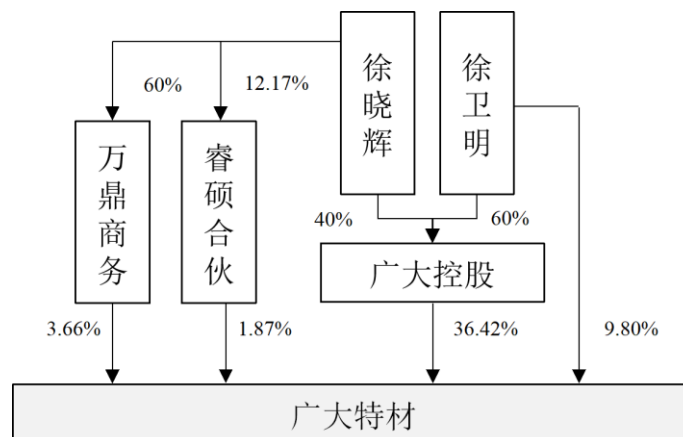 徐晓辉
徐卫明
60%
12.17%
万鼎商务
睿硕合伙
40%
60%
广大控股
3.66%
1.87%
36.42%
9.80%
广大特材